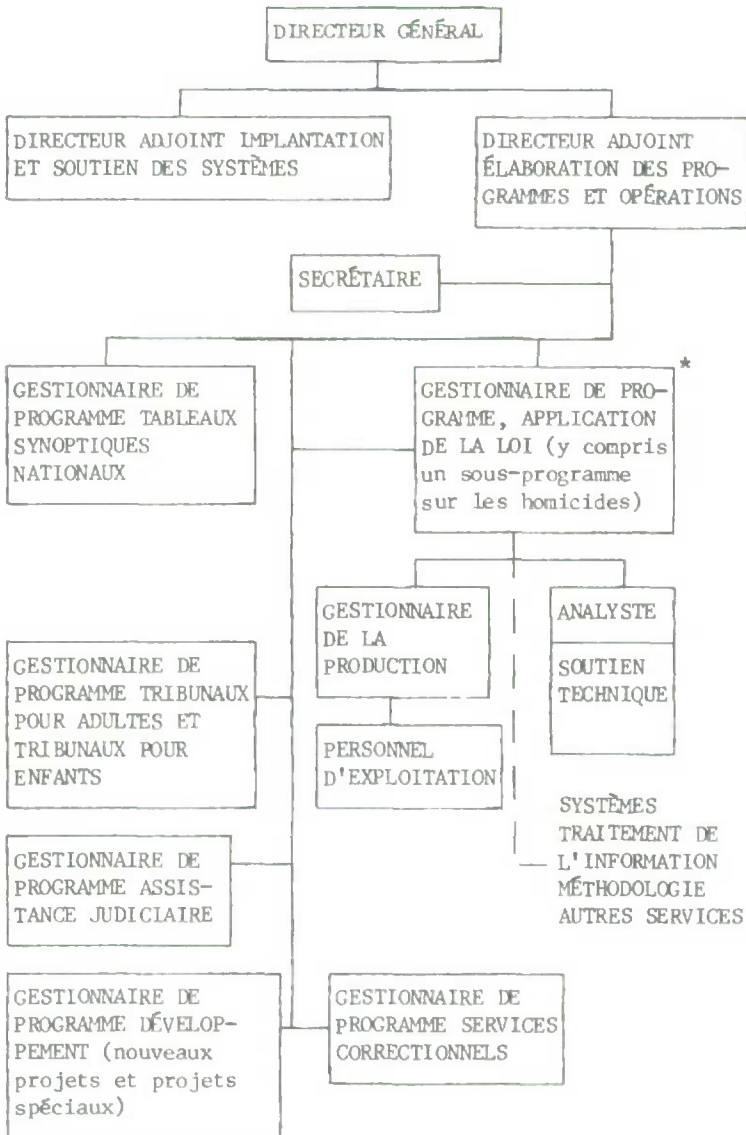 DIRECTEUR GÉNÉRAL
DIRECTEUR ADJOINT IMPLANTATION
ET SOUTIEN DES SYSTÈMES
DIRECTEUR ADJOINT
ÉLABORATION DES PRO-
GRAMMES ET OPÉRATIONS
SECRÉTAIRE
GESTIONNAIRE DE
PROGRAMME TABLEAUX
SYNOPTIQUES
NATIONAUX
*
GESTIONNAIRE DE PRO-
GRAMME, APPLICATION
DE LA LOI (y compris
un sous-programme
sur les homicides)
GESTIONNAIRE
DE LA
PRODUCTION
ANALYSTE
SOUTIEN
TECHNIQUE
GESTIONNAIRE DE
PROGRAMME TRIBUNAUX
POUR ADULTES ET
TRIBUNAUX POUR
ENFANTS
PERSONNEL
D'EXPLOITATION
SYSTÈMES
TRAITEMENT DE
L'INFORMATION
MÉTHODOLOGIE
AUTRES SERVICES
GESTIONNAIRE DE
PROGRAMME ASSIS-
TANCE JUDICIAIRE
GESTIONNAIRE DE
PROGRAMME DÉVELOP-
PEMENT (nouveaux
projets et projets
spéciaux)
GESTIONNAIRE DE
PROGRAMME SERVICES
CORRECTIONNELS